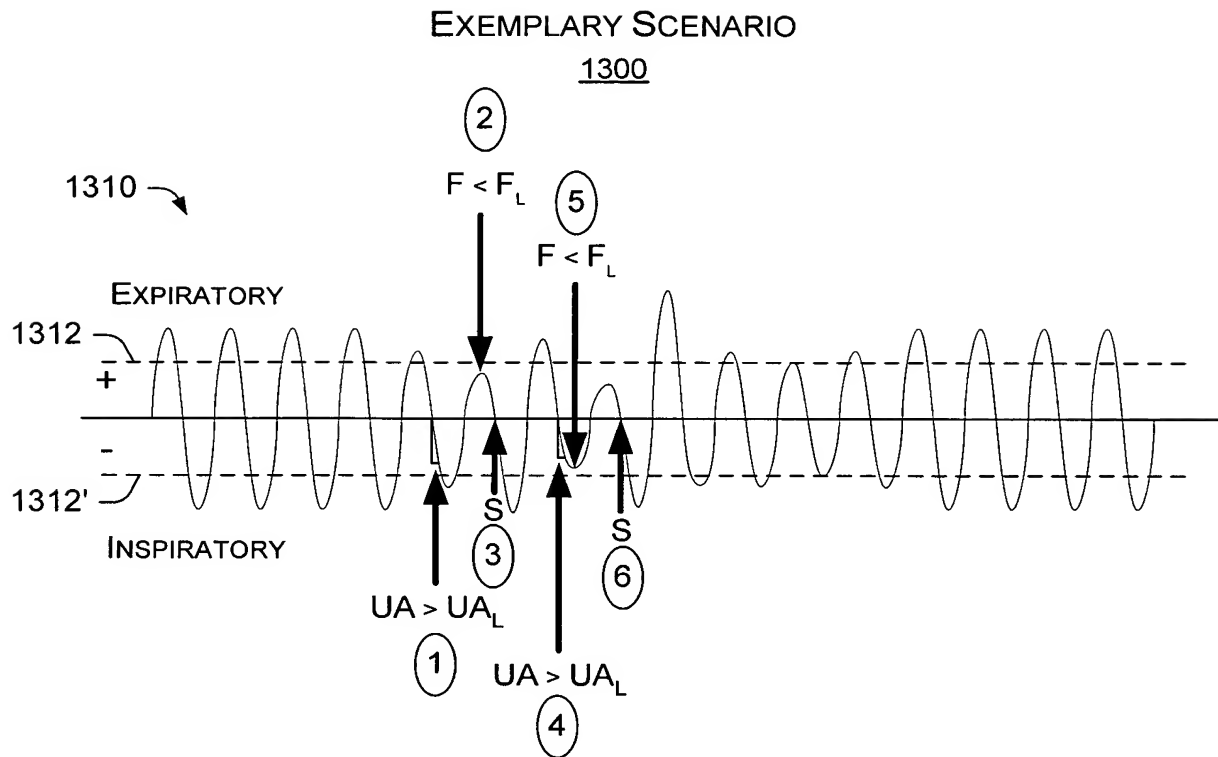 EXEMPLARY SCENARIO
1300
2
1310
F < FL
5
F < FL
EXPIRATORY
1312
+
-
1312'
INSPIRATORY
S
3
S
6
UA > UAL
1
UA > UAL
4